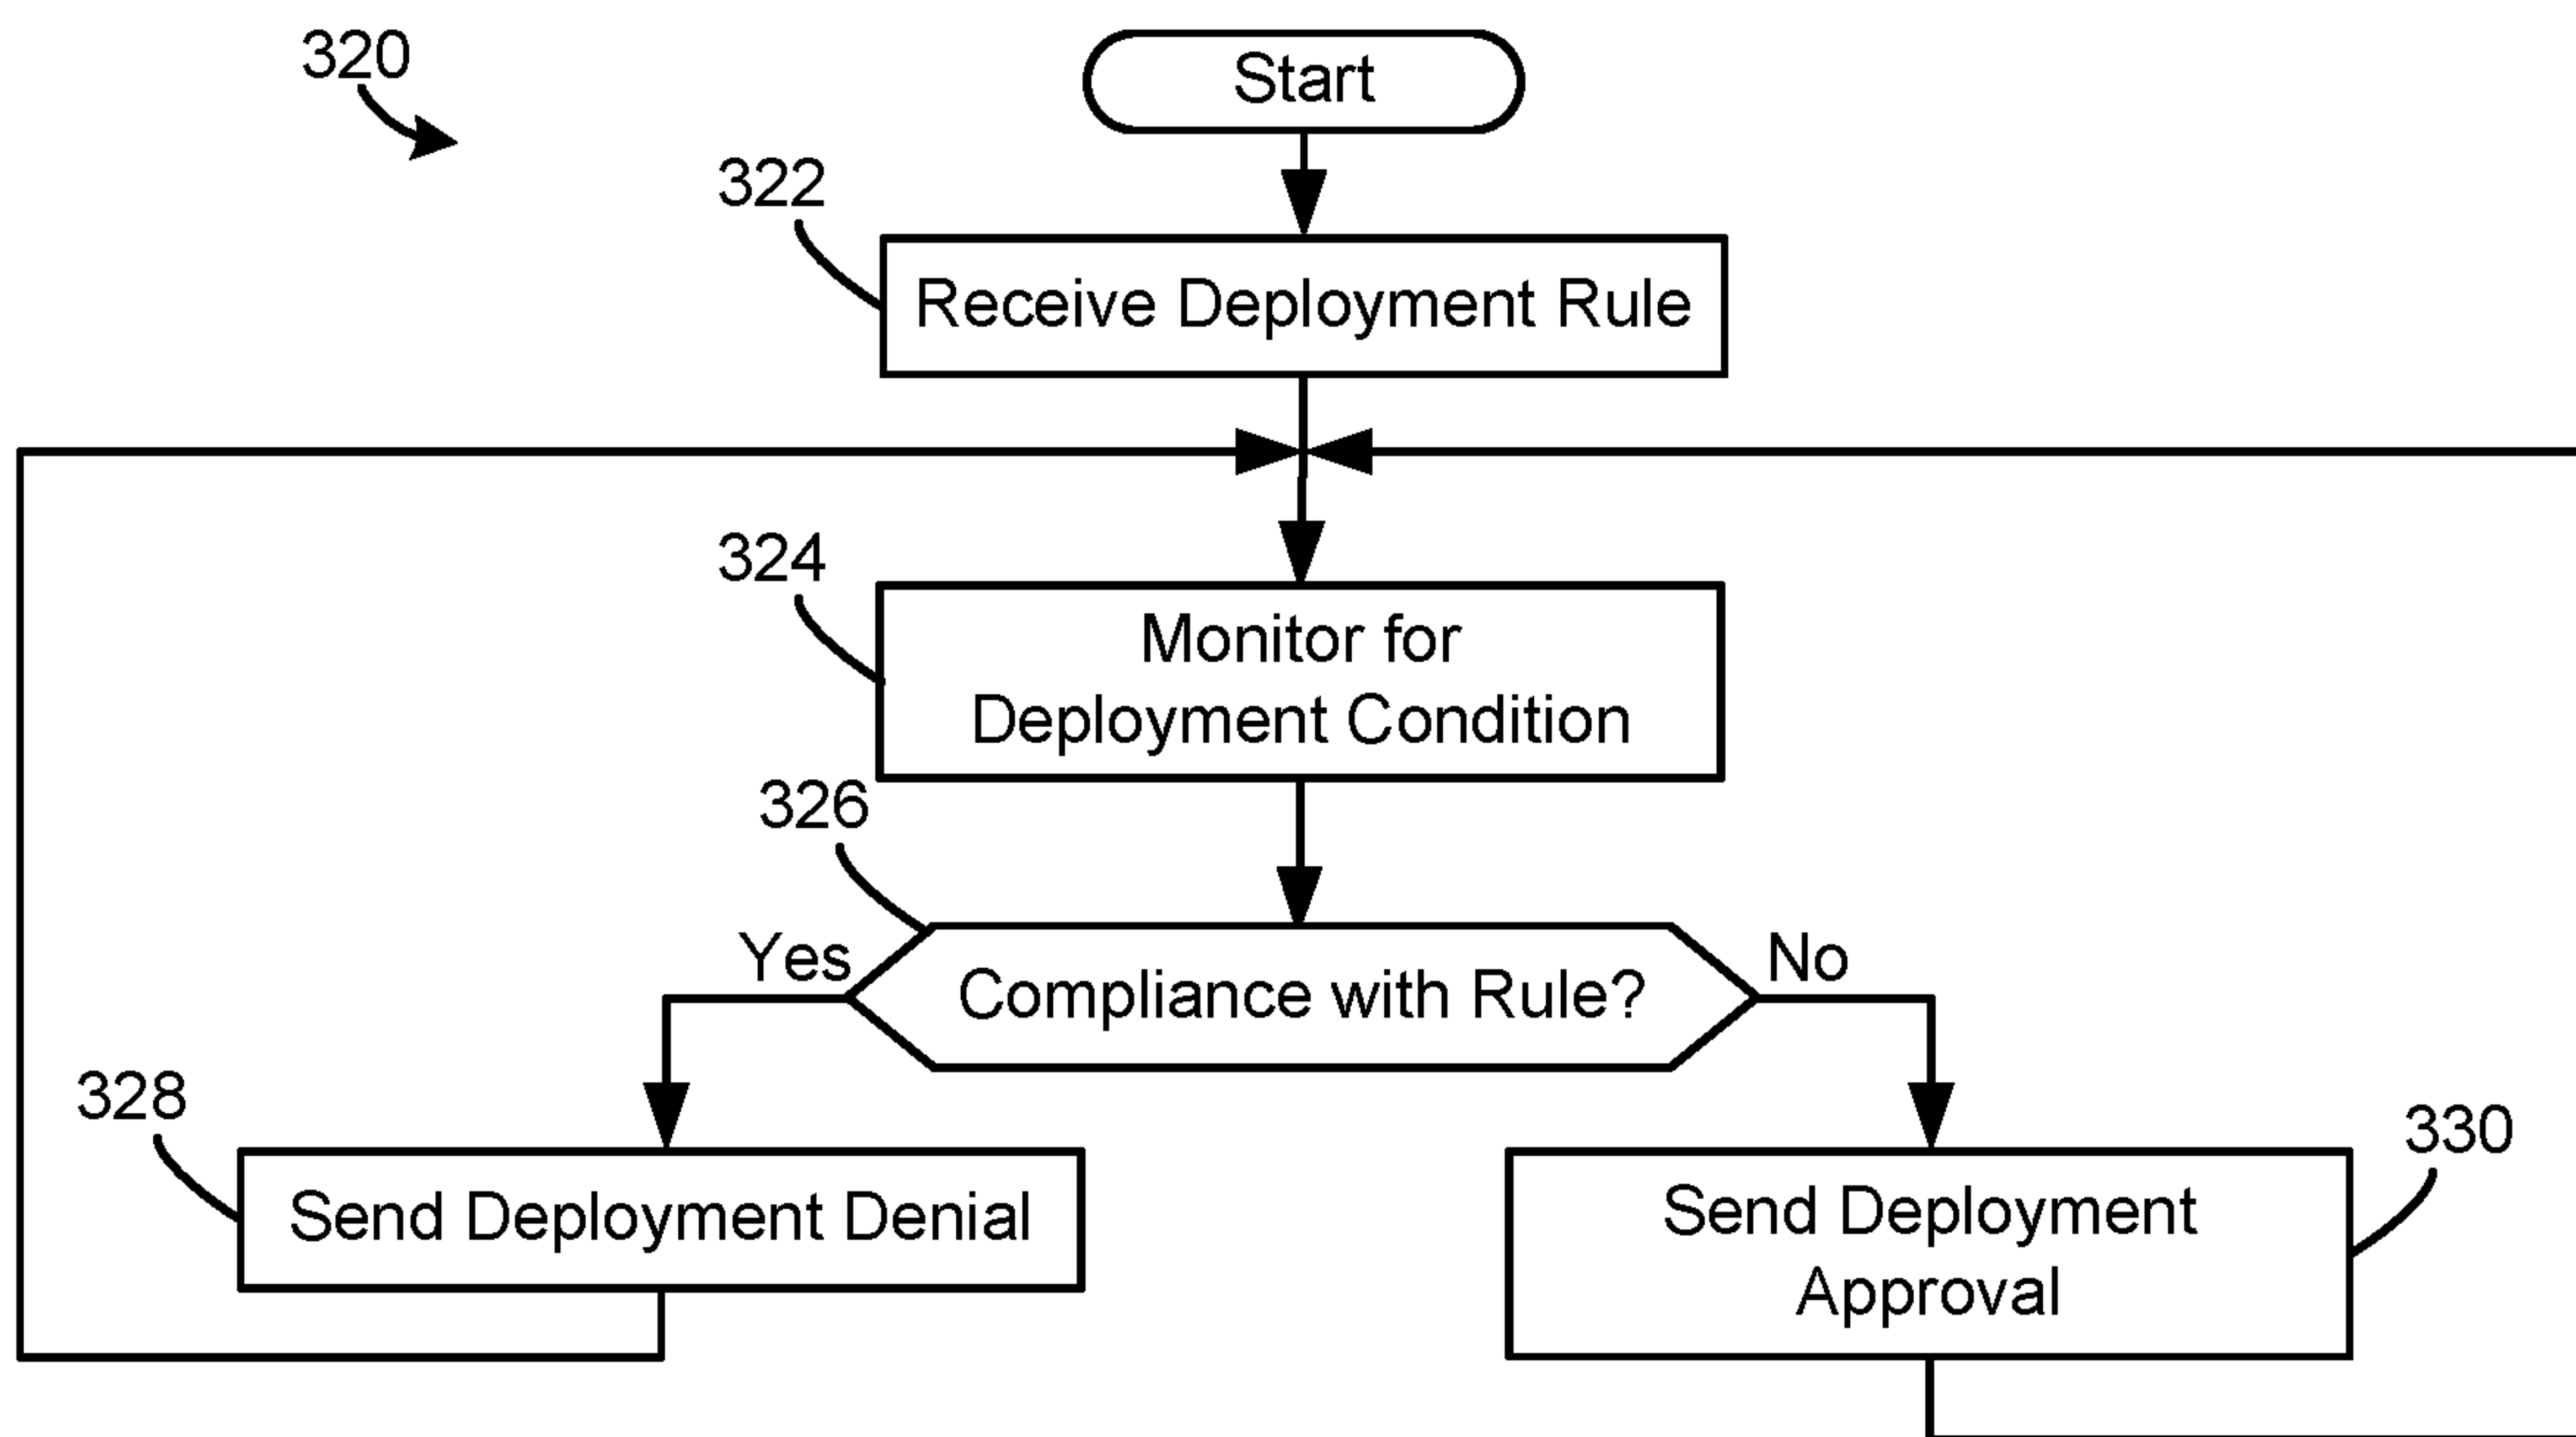 320
Start
322
Receive Deployment Rule
324
Monitor for
Deployment Condition
326
Yes
Compliance with Rule?
No
328
Send Deployment Denial
330
Send Deployment
Approval